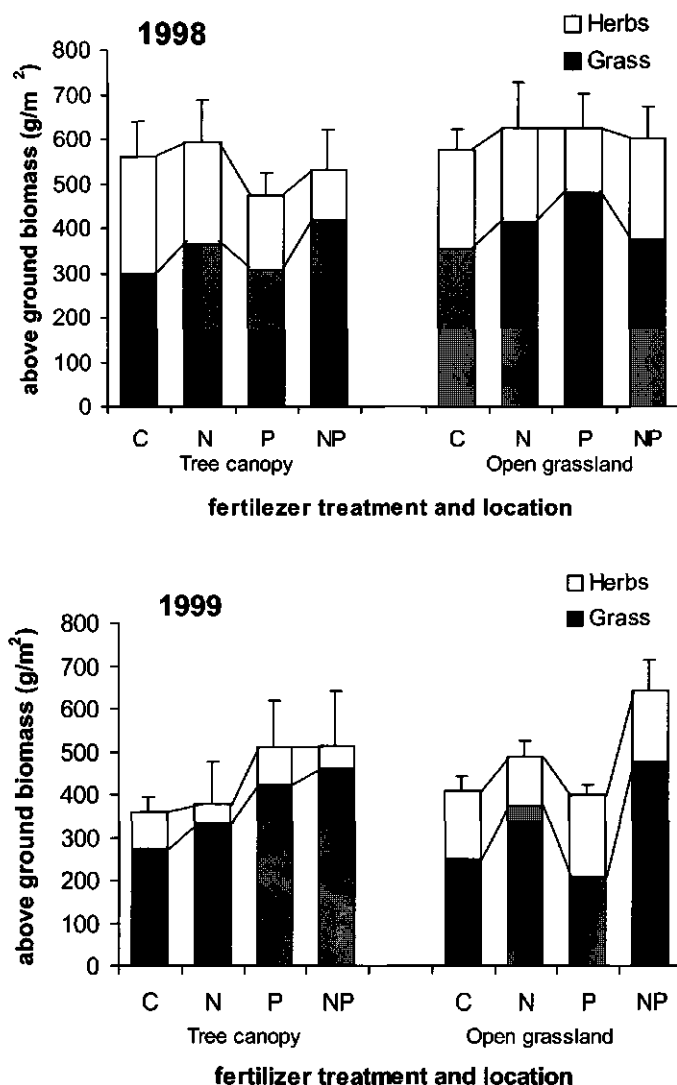 1998
Herbs
Grass
above ground biomass (g/m²)
800
700
600
500
400
300
200
100
0
C N P NP C N P NP
Tree canopy Open grassland
fertilezer treatment and location
1999
Herbs
Grass
above ground biomass (g/m²)
800
700
600
500
400
300
200
100
0
C N P NP C N P NP
Tree canopy Open grassland
fertilizer treatment and location